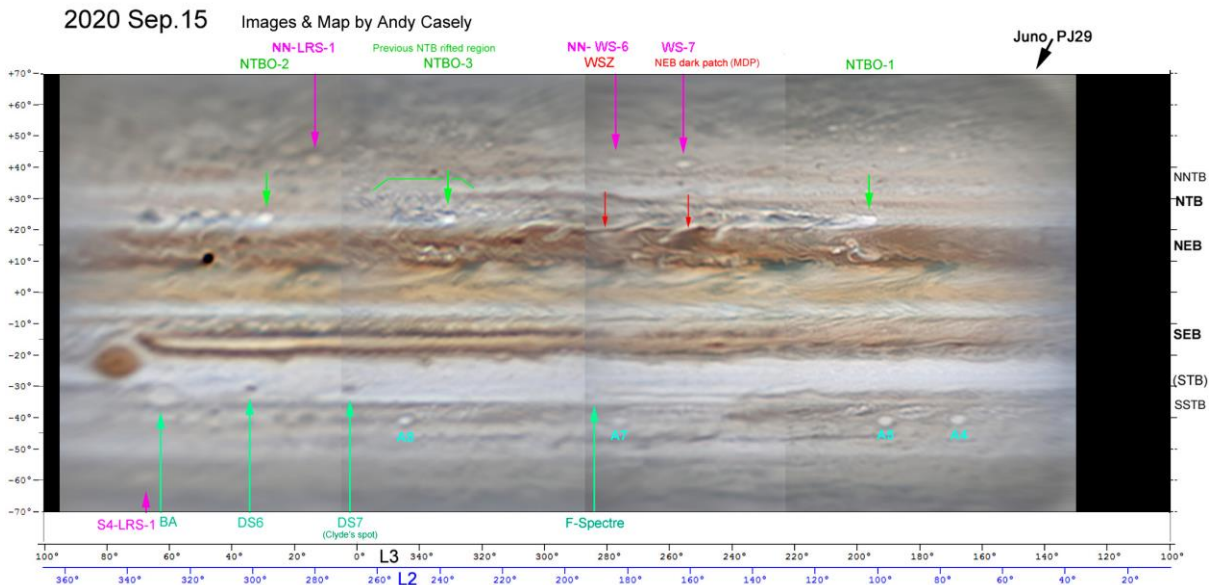 2020 Sep.15 Images & Map by Andy Casely
NN-LRS-1 Previous NTB rifted region NN- WS-6 WS-7 Juno PJ29
NTBO-2 NTBO-3 WSZ NEB dark patch (MDP) NTBO-1
+70°
+60°
+50°
+40°
NNTB
+30°
NTB
+20°
NEB
+10°
+0°
-10°
SEB
-20°
-30°
(STB)
SSTB
-40°
A7 A5 A4
-50°
-60°
-70°
S4-LRS-1 BA DS6 DS7 F-Spectre
(Clyde's spot)
100° 80° 60° 40° 20° 0° L3 340° 320° 300° 280° 260° 240° 220° 200° 180° 160° 140° 120° 100°
360° 340° 320° 300° 280° 260° L2 240° 220° 200° 180° 160° 140° 120° 100° 80° 60° 40° 20° 0°